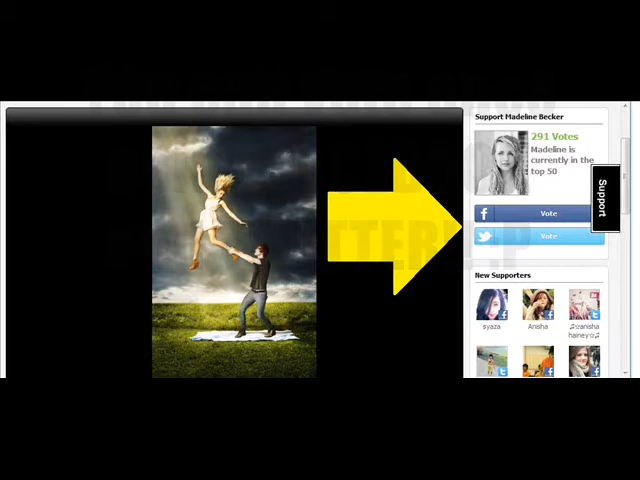 Support Madeline Becker
291 Votes
Madeline is
currently in the
top 50
Support
Vote
Vote
New Supporters
syaza
Anisha
♫☆anisha
hainey☆♫